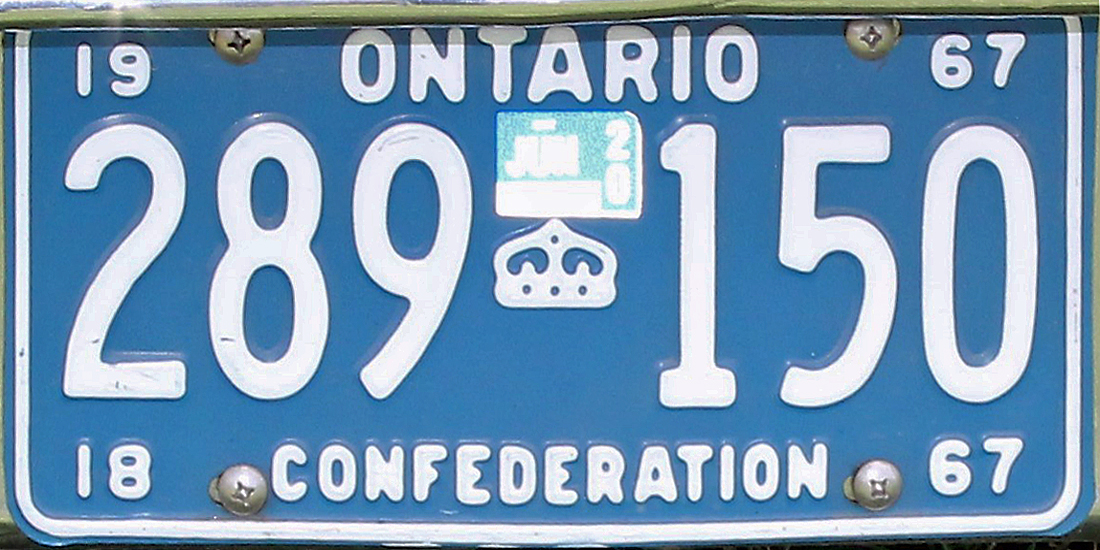 19 ONTARIO 67
JUN 20
289 150
18 CONFEDERATION 67